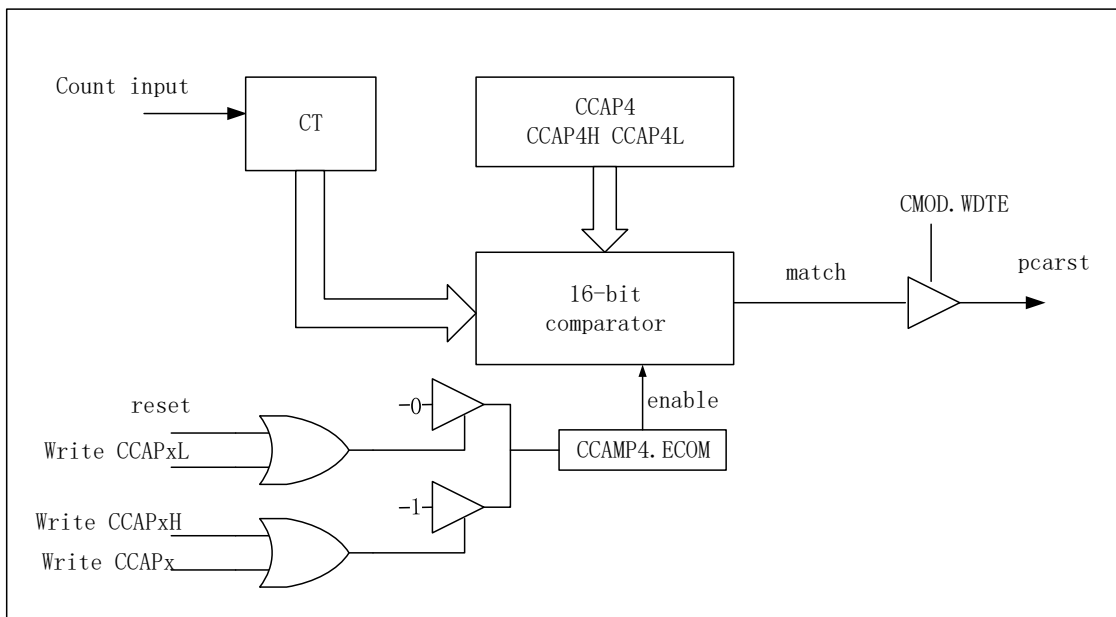 Count input
CT
CCAP4
CCAP4H CCAP4L
CMOD.WDTE
match
pcarst
16-bit
comparator
enable
-0
reset
Write CCAPxL
CCAMP4.ECOM
-1
Write CCAPxH
Write CCAPx